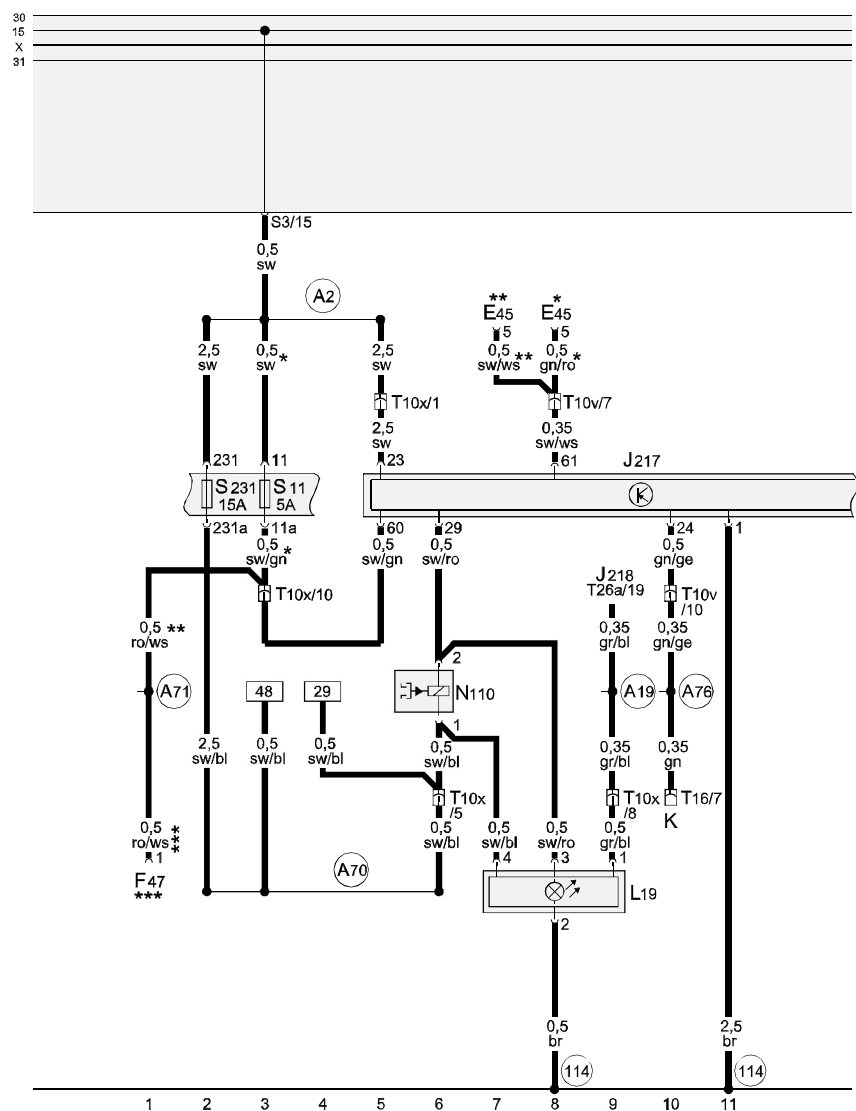 30
15
X
31
S3/15
0,5
sw
A2
** *
E45 E45
5 5
2,5 0,5 2,5 0,5 0,5
sw sw* sw sw/ws** gn/ro*
T10x/1 T10v/7
2,5 0,35
sw sw/ws
231 11 23 61 J217
S231 S11
15A 5A
231a 11a 60 29 24 1
0,5 0,5 0,5 0,5
sw/gn* sw/gn sw/ro gn/ge
J218
T26a/19
T10x/10 T10v
/10
0,5 ** 0,35 0,35
ro/ws gr/bl gn/ge
2
A71 48 29 N110 A19 A76
1
2,5 0,5 0,5 0,5 0,35 0,35
sw/bl sw/bl sw/bl sw/bl gr/bl gn
T10x T10x T16/7
/5 /8 K
0,5 0,5 0,5 0,5 0,5
ro/ws*** sw/bl sw/bl sw/ro gr/bl
1 4 3 1
F47 A70
*** L19
2
0,5 2,5
br br
114 114
1 2 3 4 5 6 7 8 9 10 11